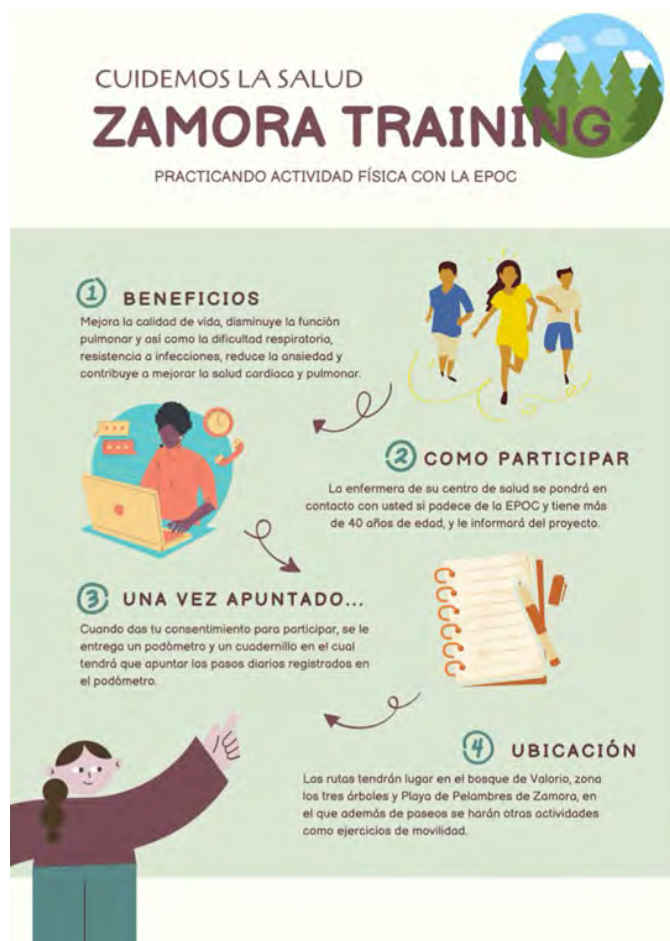 CUIDEMOS LA SALUD
ZAMORA TRAINING
PRACTICANDO ACTIVIDAD FÍSICA CON LA EPOC
1 BENEFICIOS
Mejora la calidad de vida, disminuye la función
pulmonar y así como la dificultad respiratoria,
resistencia a infecciones, reduce la ansiedad y
contribuye a mejorar la salud cardiaca y pulmonar.
2 COMO PARTICIPAR
La enfermera de su centro de salud se pondrá en
contacto con usted si padece de la EPOC y tiene más
de 40 años de edad, y le informará del proyecto.
3 UNA VEZ APUNTADO...
Cuando das tu consentimiento para participar, se le
entrega un podómetro y un cuadernillo en el cual
tendrá que apuntar los pasos diarios registrados en
el podómetro.
4 UBICACIÓN
Las rutas tendrán lugar en el bosque de Valorio, zona
los tres árboles y Playa de Pelambres de Zamora, en
el que además de paseos se harán otras actividades
como ejercicios de movilidad.